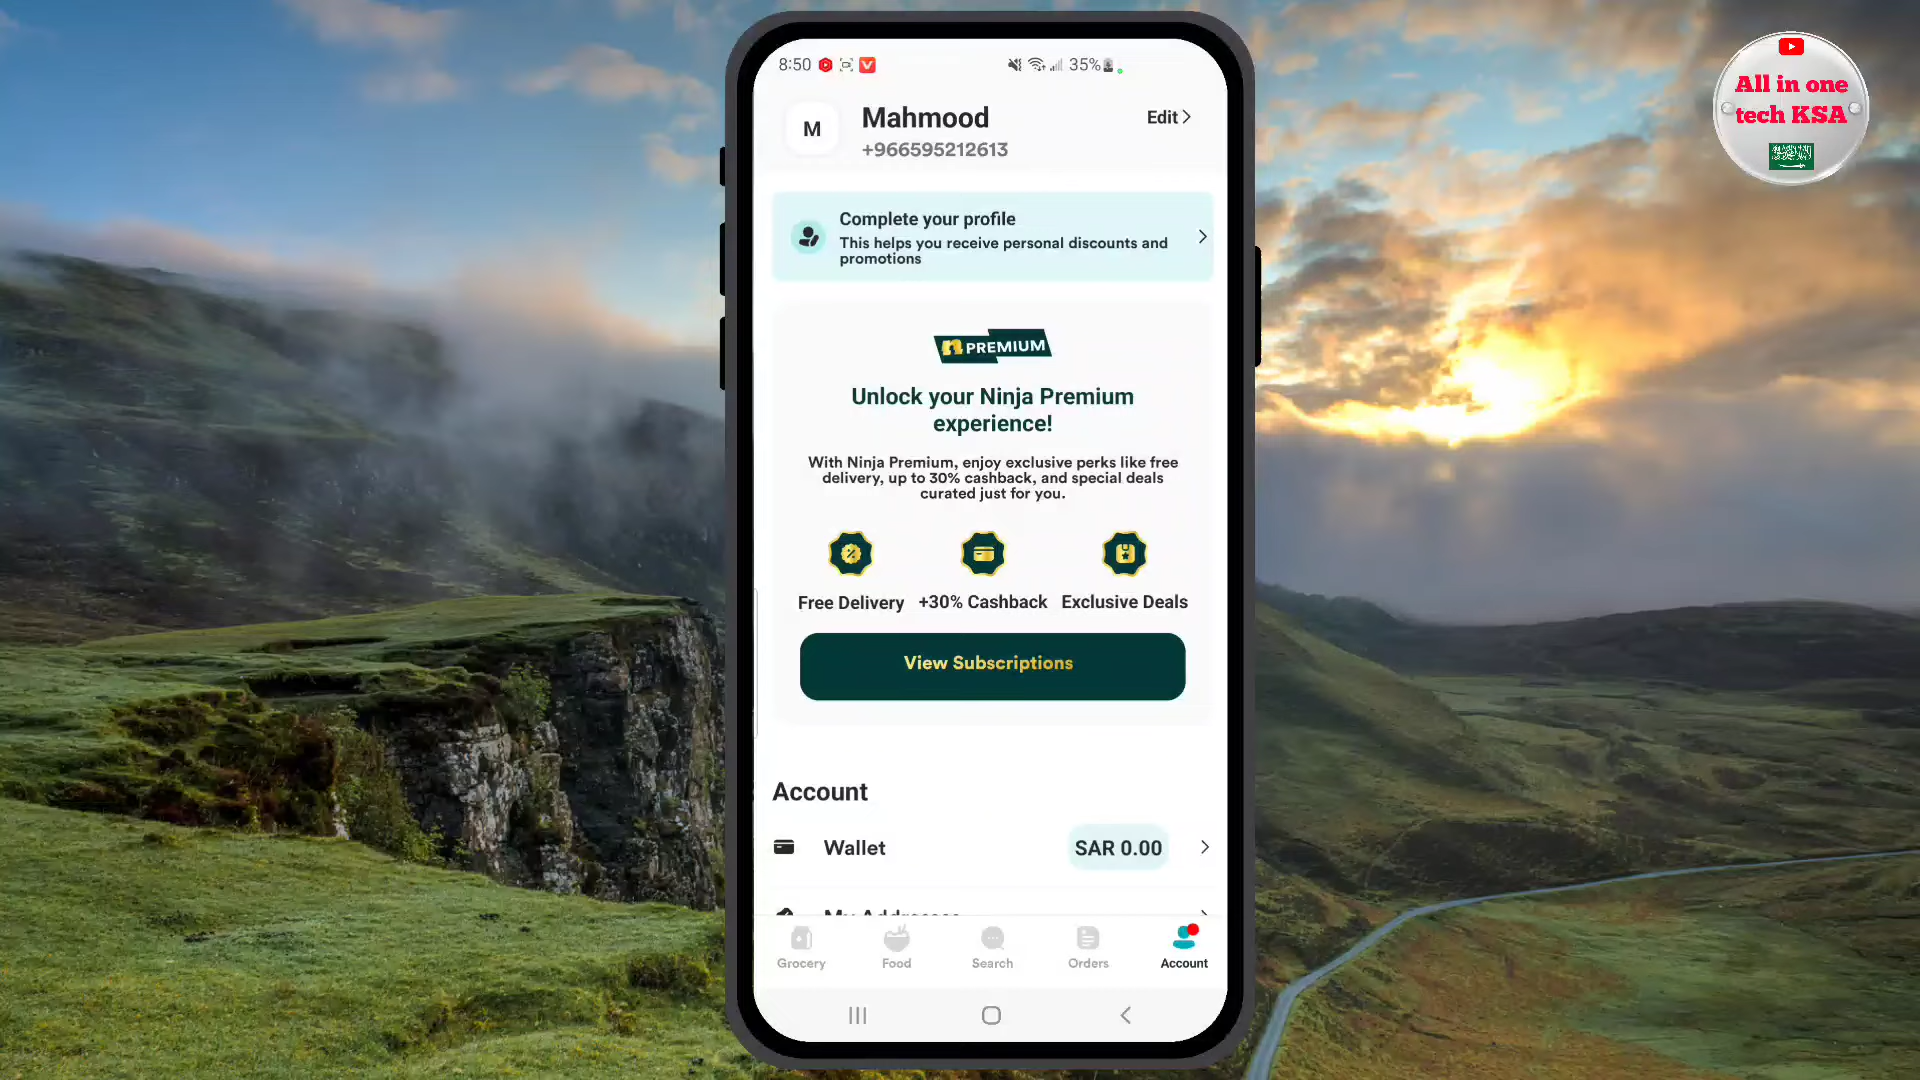 8:50
35%
All in one
tech KSA
M
Mahmood
Edit
+966595212613
Complete your profile
This helps you receive personal discounts and
promotions
PREMIUM
Unlock your Ninja Premium
experience!
With Ninja Premium, enjoy exclusive perks like free
delivery, up to 30% cashback, and special deals
curated just for you.
Free Delivery
+30% Cashback
Exclusive Deals
View Subscriptions
Account
Wallet
SAR 0.00
My Addresses
Grocery
Food
Search
Orders
Account